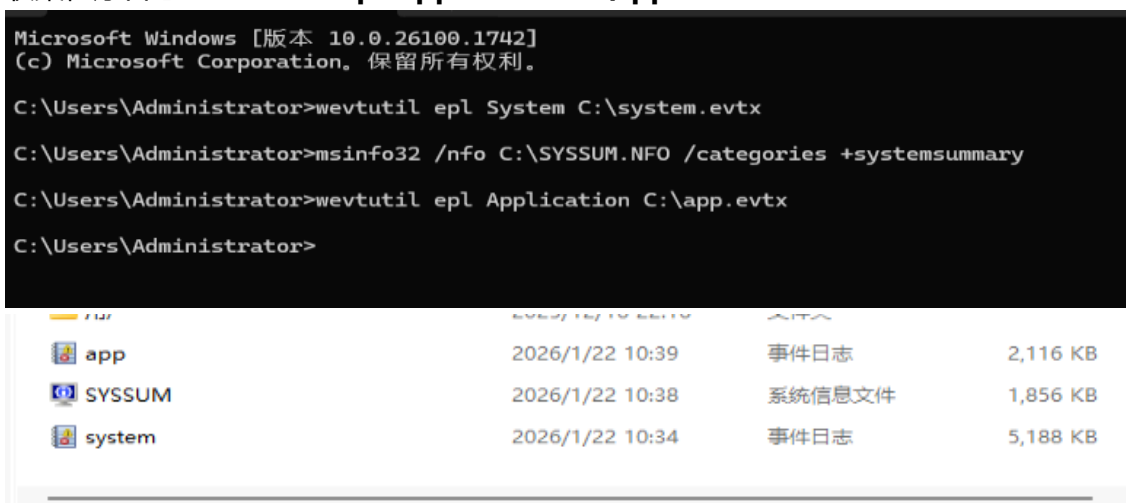 Microsoft Windows [版本 10.0.26100.1742]
(c) Microsoft Corporation。保留所有权利。
C:\Users\Administrator>wevtutil epl System C:\system.evtx
C:\Users\Administrator>msinfo32 /nfo C:\SYSSUM.NFO /categories +systemsummary
C:\Users\Administrator>wevtutil epl Application C:\app.evtx
C:\Users\Administrator>
app 2026/1/22 10:39 事件日志 2,116 KB
SYSSUM 2026/1/22 10:38 系统信息文件 1,856 KB
system 2026/1/22 10:34 事件日志 5,188 KB